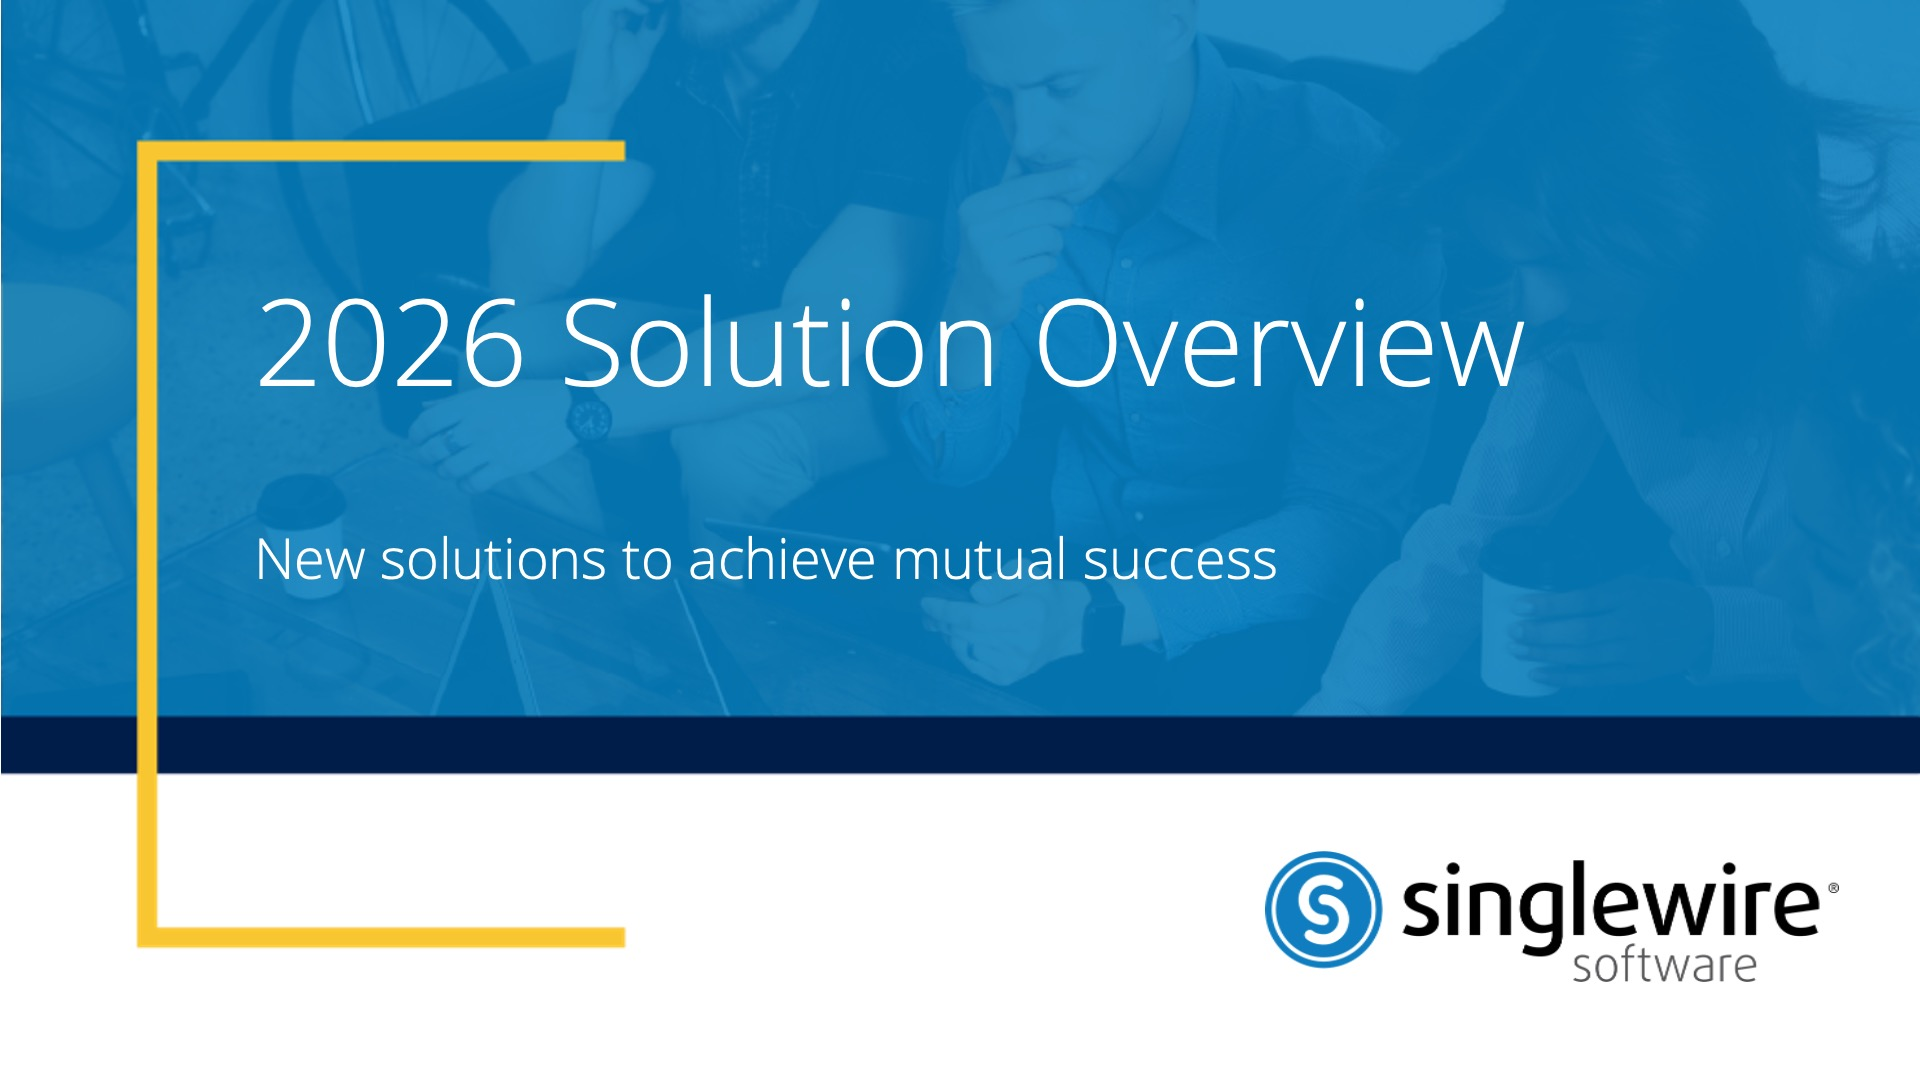 2026 Solution Overview
New solutions to achieve mutual success
S singlewire®
software